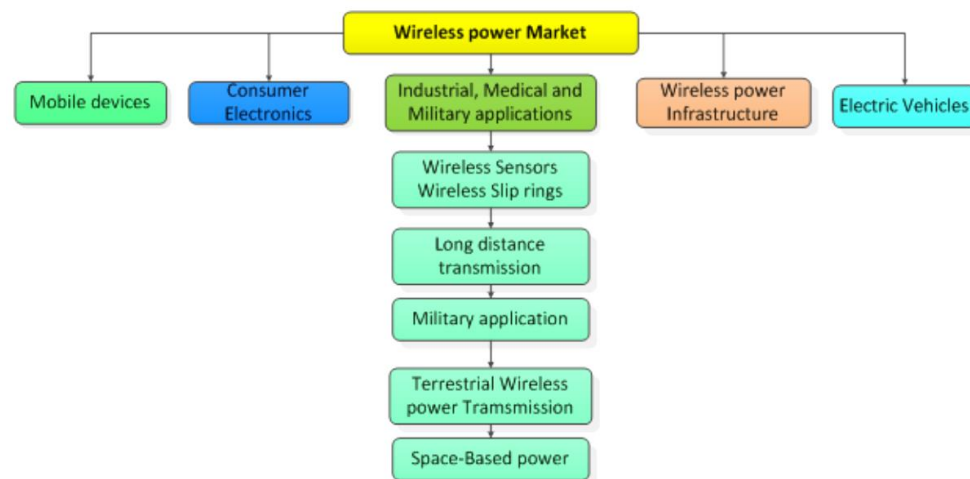 Wireless power Market
Mobile devices
Consumer
Electronics
Industrial, Medical and
Military applications
Wireless power
Infrastructure
Electric Vehicles
Wireless Sensors
Wireless Slip rings
Long distance
transmission
Military application
Terrestrial Wireless
power Tramsmission
Space-Based power